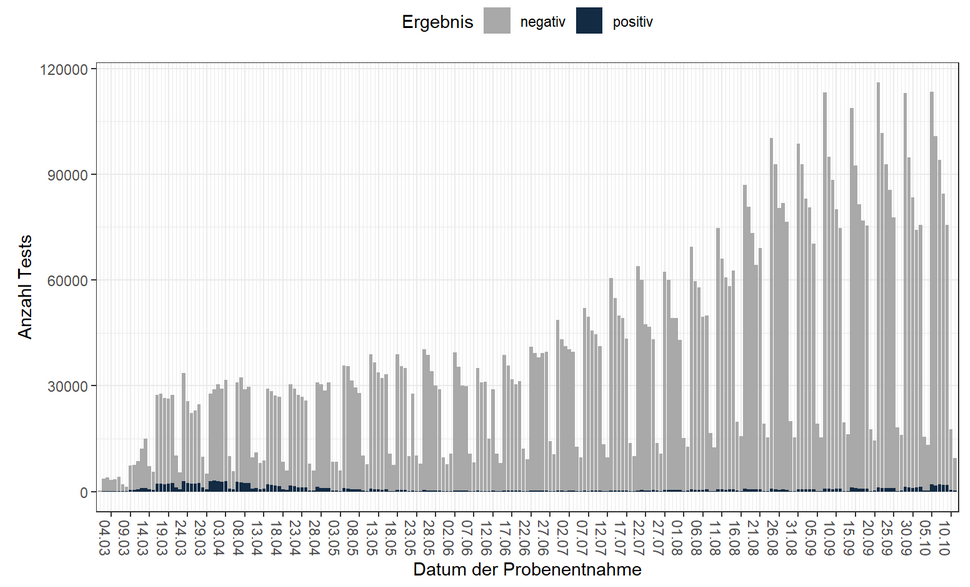 Ergebnis negativ positiv
120000
90000
60000
30000
0
Anzahl Tests
04.03 09.03 14.03 19.03 24.03 29.03 03.04 08.04 13.04 18.04 23.04 28.04 03.05 08.05 13.05 18.05 23.05 28.05 02.06 07.06 12.06 17.06 22.06 27.06 02.07 07.07 12.07 17.07 22.07 27.07 01.08 06.08 11.08 16.08 21.08 26.08 31.08 05.09 10.09 15.09 20.09 25.09 30.09 05.10 10.10
Datum der Probenentnahme